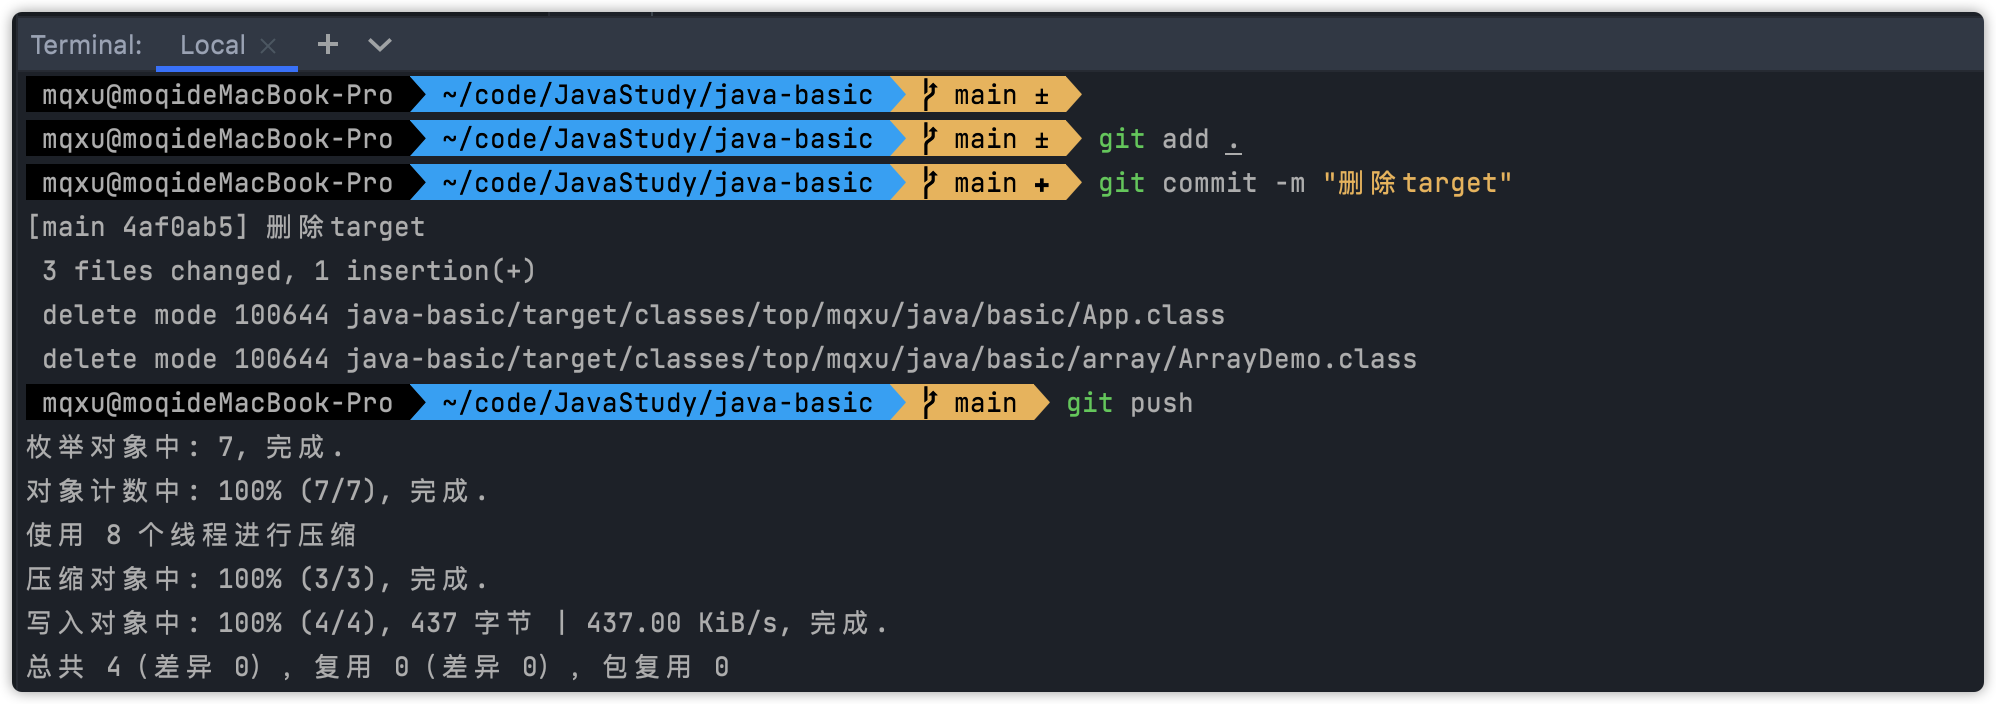 Terminal: Local × + 
mqxu@moqideMacBook-Pro ~/code/JavaStudy/java-basic main ±
mqxu@moqideMacBook-Pro ~/code/JavaStudy/java-basic main ± git add .
mqxu@moqideMacBook-Pro ~/code/JavaStudy/java-basic main + git commit -m "删除target"
[main 4af0ab5] 删除target
3 files changed, 1 insertion(+)
delete mode 100644 java-basic/target/classes/top/mqxu/java/basic/App.class
delete mode 100644 java-basic/target/classes/top/mqxu/java/basic/array/ArrayDemo.class
mqxu@moqideMacBook-Pro ~/code/JavaStudy/java-basic main git push
枚举对象中: 7, 完成.
对象计数中: 100% (7/7), 完成.
使用 8 个线程进行压缩
压缩对象中: 100% (3/3), 完成.
写入对象中: 100% (4/4), 437 字节 | 437.00 KiB/s, 完成.
总共 4（差异 0），复用 0（差异 0），包复用 0